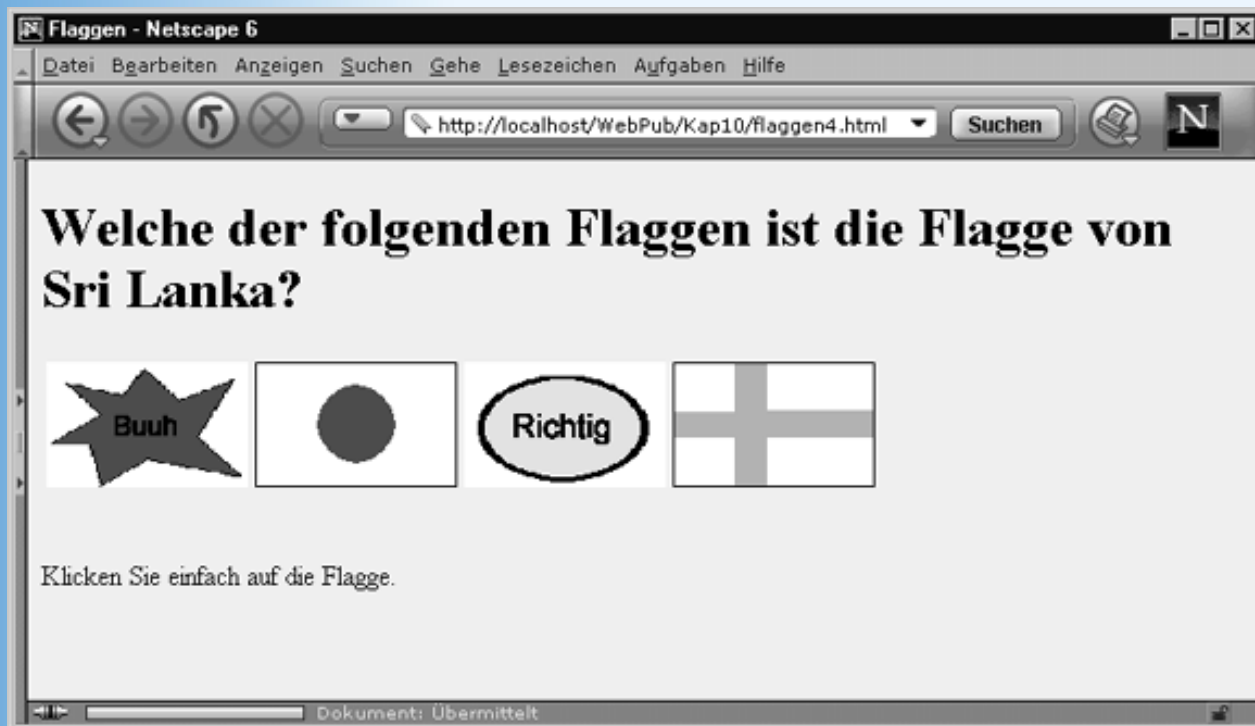 Flaggen - Netscape 6
Datei Bearbeiten Anzeigen Suchen Gehe Lesezeichen Aufgaben Hilfe
http://localhost/WebPub/Kap10/flaggen4.html Suchen N
Welche der folgenden Flaggen ist die Flagge von
Sri Lanka?
Buuh Richtig
Klicken Sie einfach auf die Flagge.
Dokument: Übermittelt